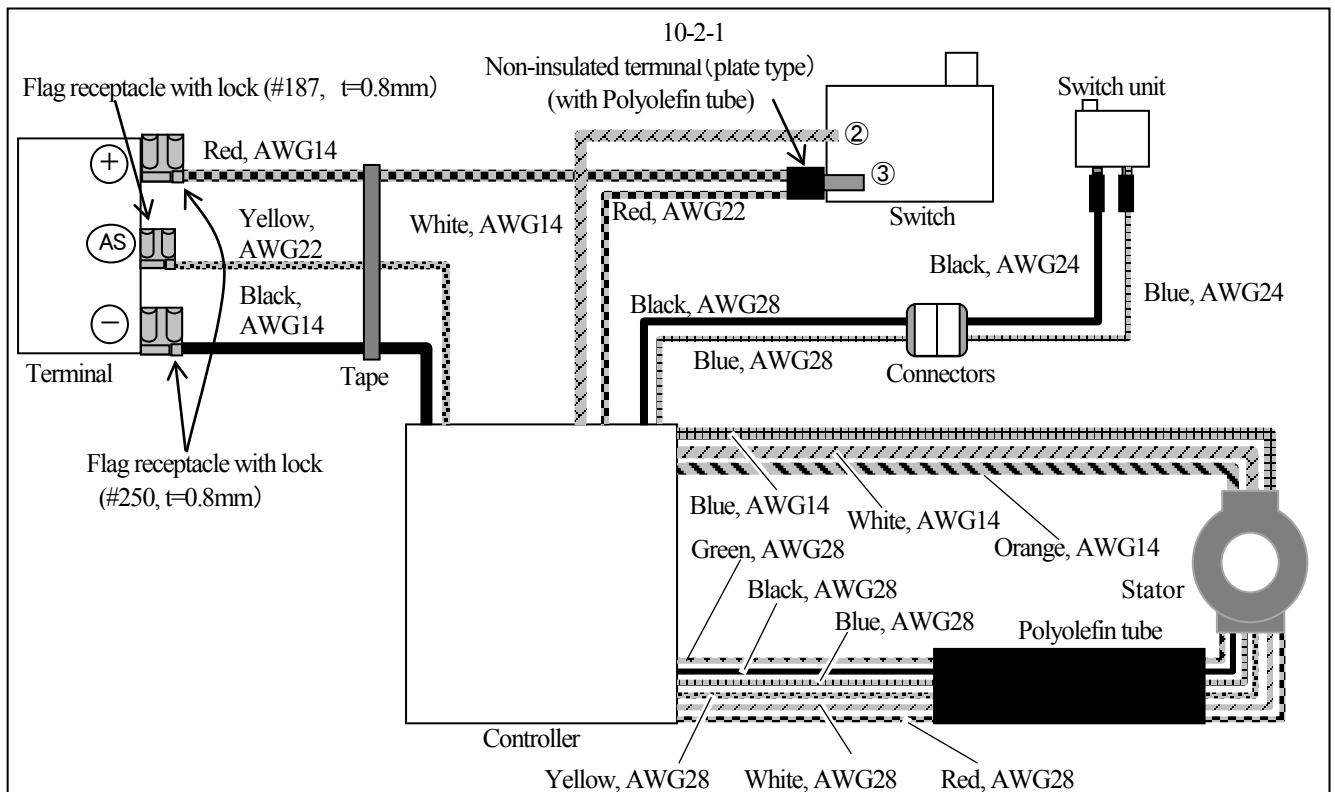 10-2-1
Non-insulated terminal(plate type)
(with Polyolefin tube)
Flag receptacle with lock (#187, t=0.8mm)
Switch unit
+
Red, AWG14
②
③
Yellow,
AWG22
White, AWG14
Red, AWG22
Switch
AS
Black, AWG24
Black,
AWG14
Black, AWG28
Blue, AWG24
−
Blue, AWG28
Terminal
Tape
Connectors
Flag receptacle with lock
(#250, t=0.8mm)
Blue, AWG14
White, AWG14
Orange, AWG14
Green, AWG28
Black, AWG28
Stator
Blue, AWG28
Polyolefin tube
Controller
Yellow, AWG28
White, AWG28
Red, AWG28